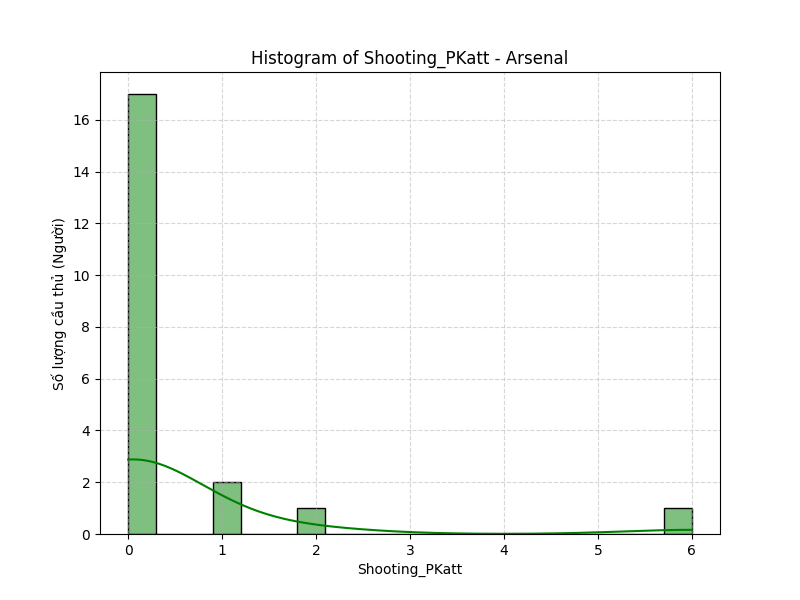 Histogram of Shooting_PKatt - Arsenal
Số lượng cầu thủ (Người)
16
14
12
10
8
6
4
2
0
0 1 2 3 4 5 6
Shooting_PKatt